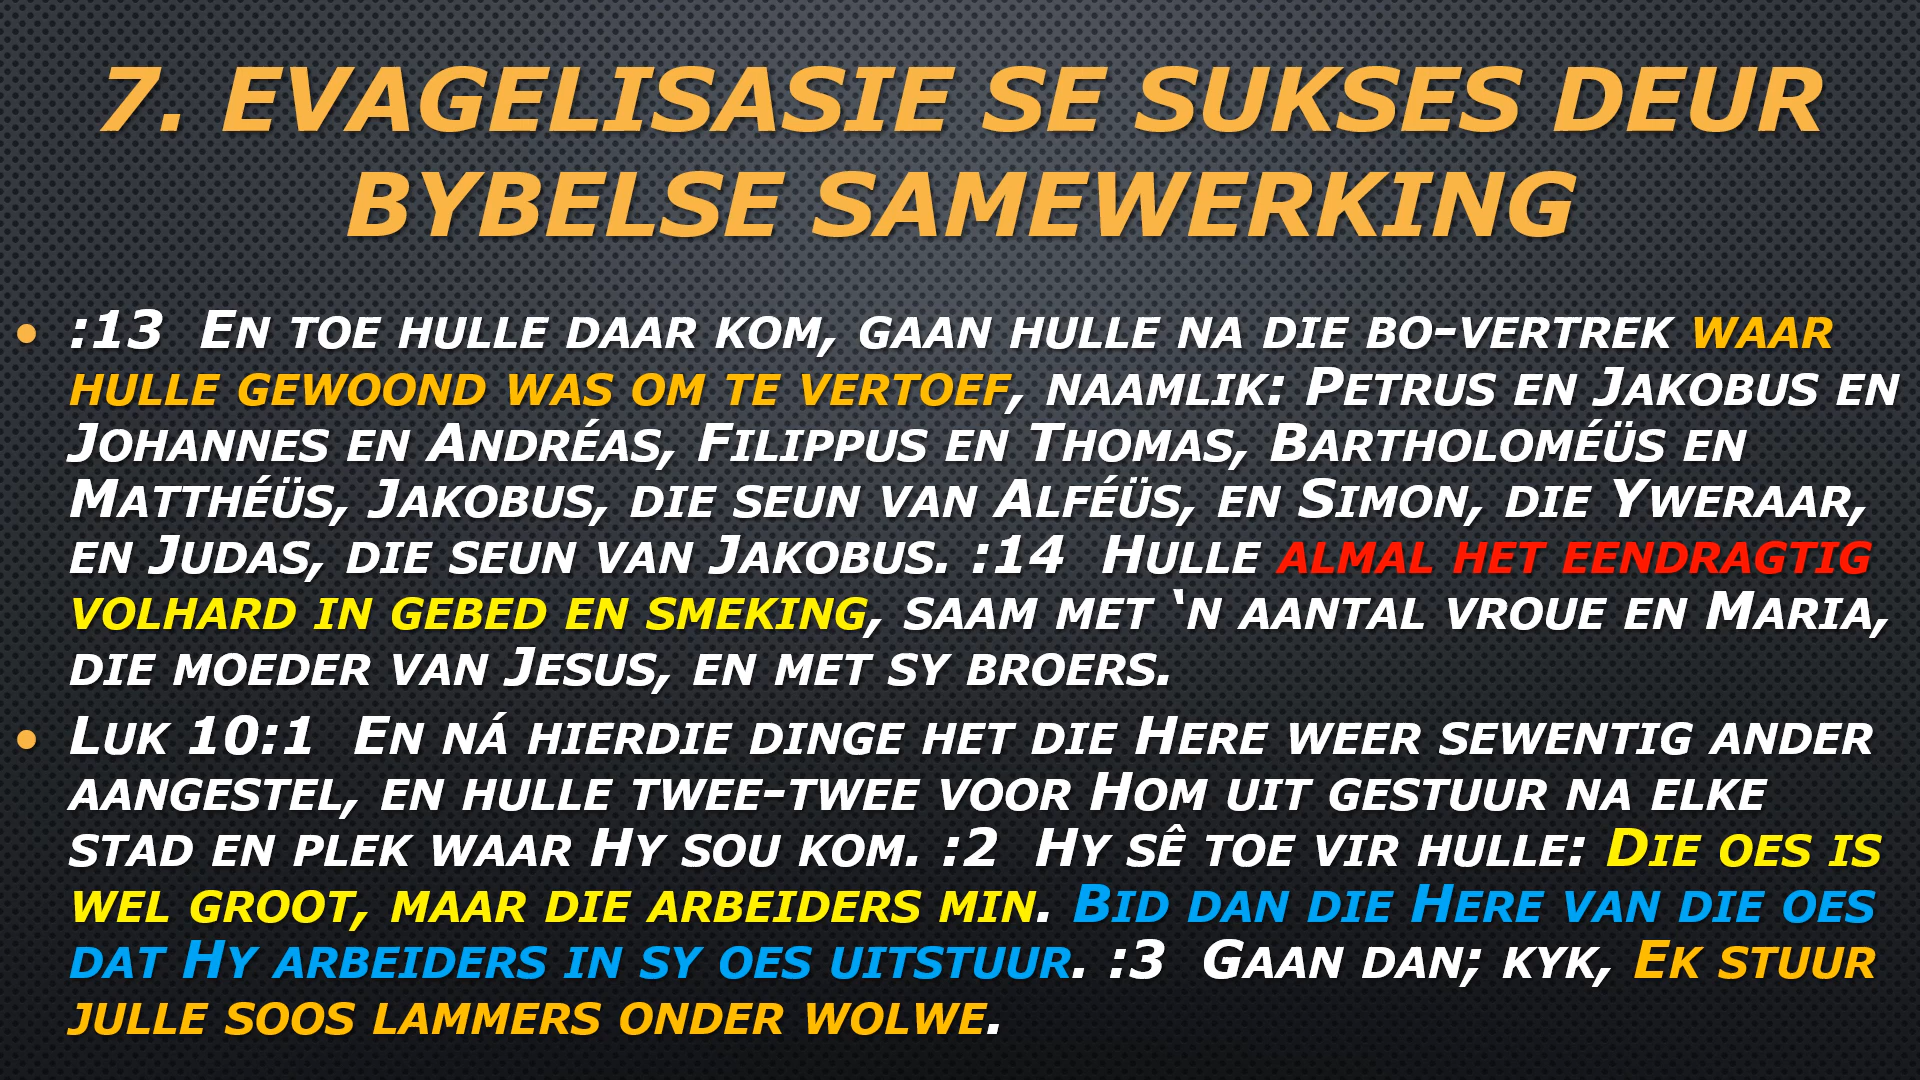 7. EVAGELISASIE SE SUKSES DEUR
BYBELSE SAMEWERKING
• :13  En toe hulle daar kom, gaan hulle na die bo-vertrek waar
hulle gewoond was om te vertoef, naamlik: Petrus en Jakobus en
Johannes en Andréas, Filippus en Thomas, Bartholoméüs en
Matthéüs, Jakobus, die seun van Alféüs, en Simon, die Yweraar,
en Judas, die seun van Jakobus. :14  Hulle almal het eendragtig
volhard in gebed en smeking, saam met ‛n aantal vroue en Maria,
die moeder van Jesus, en met sy broers.
• Luk 10:1  En ná hierdie dinge het die Here weer sewentig ander
aangestel, en hulle twee-twee voor Hom uit gestuur na elke
stad en plek waar Hy sou kom. :2  Hy sê toe vir hulle: Die oes is
wel groot, maar die arbeiders min. Bid dan die Here van die oes
dat Hy arbeiders in sy oes uitstuur. :3  Gaan dan; kyk, Ek stuur
julle soos lammers onder wolwe.